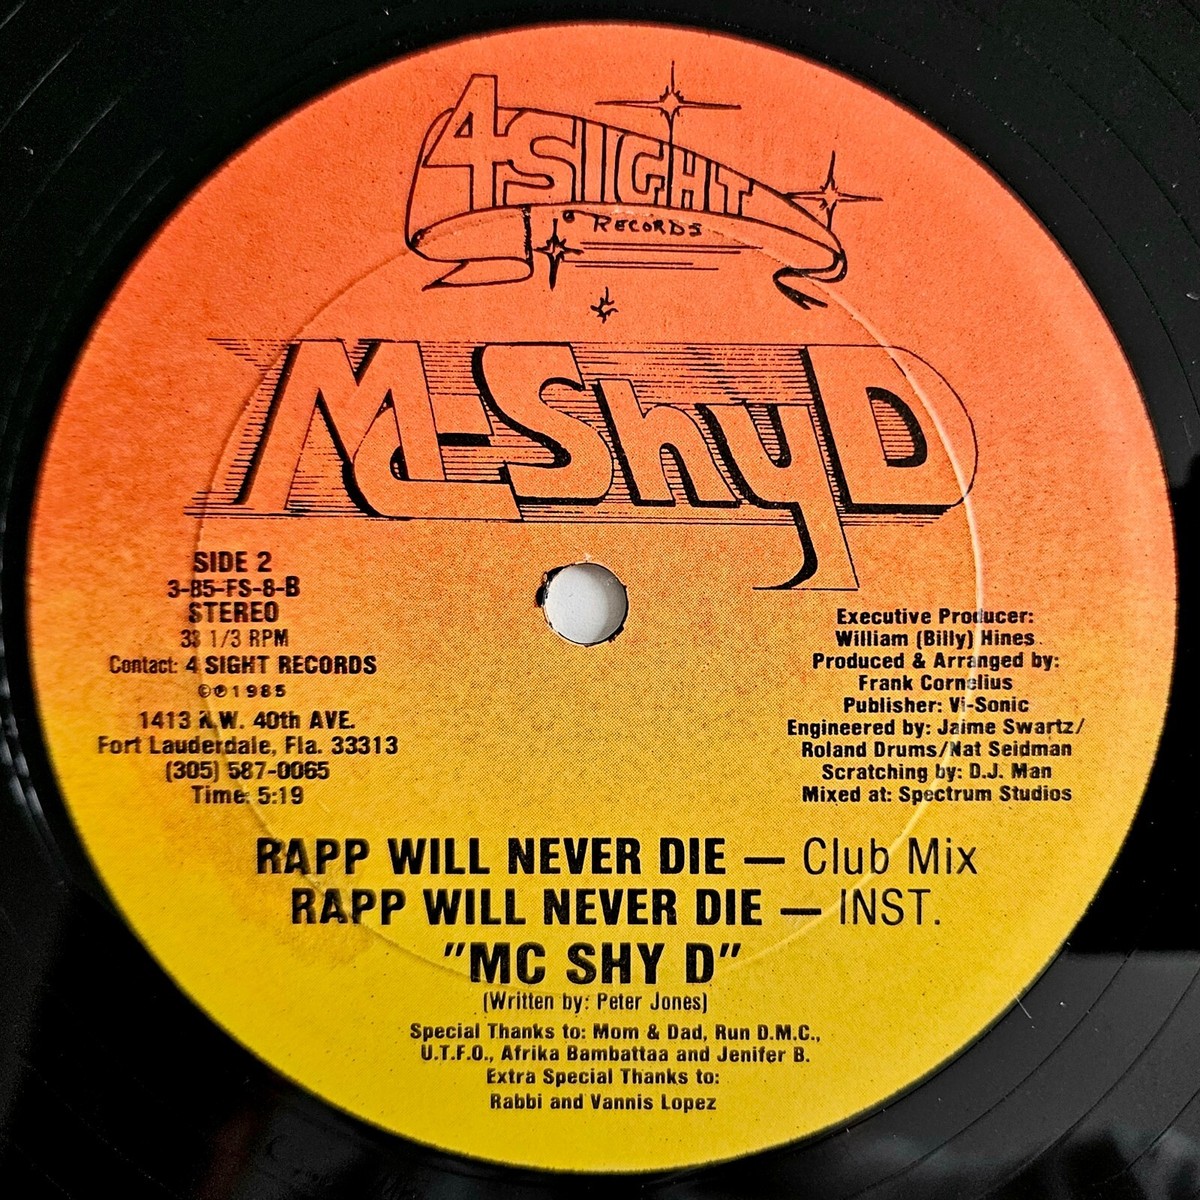 4 SIGHT
RECORDS
MC Shy D
SIDE 2
3-85-FS-8-B
STEREO
33 1/3 RPM
Contact: 4 SIGHT RECORDS
©℗1985
1413 N.W. 40th AVE.
Fort Lauderdale, Fla. 33313
(305) 587-0065
Time: 5:19
Executive Producer:
William (Billy) Hines
Produced & Arranged by:
Frank Cornelius
Publisher: Vi-Sonic
Engineered by: Jaime Swartz/
Roland Drums/Nat Seidman
Scratching by: D.J. Man
Mixed at: Spectrum Studios
RAPP WILL NEVER DIE — Club Mix
RAPP WILL NEVER DIE — INST.
"MC SHY D"
(Written by: Peter Jones)
Special Thanks to: Mom & Dad, Run D.M.C.,
U.T.F.O., Afrika Bambattaa and Jenifer B.
Extra Special Thanks to:
Rabbi and Vannis Lopez